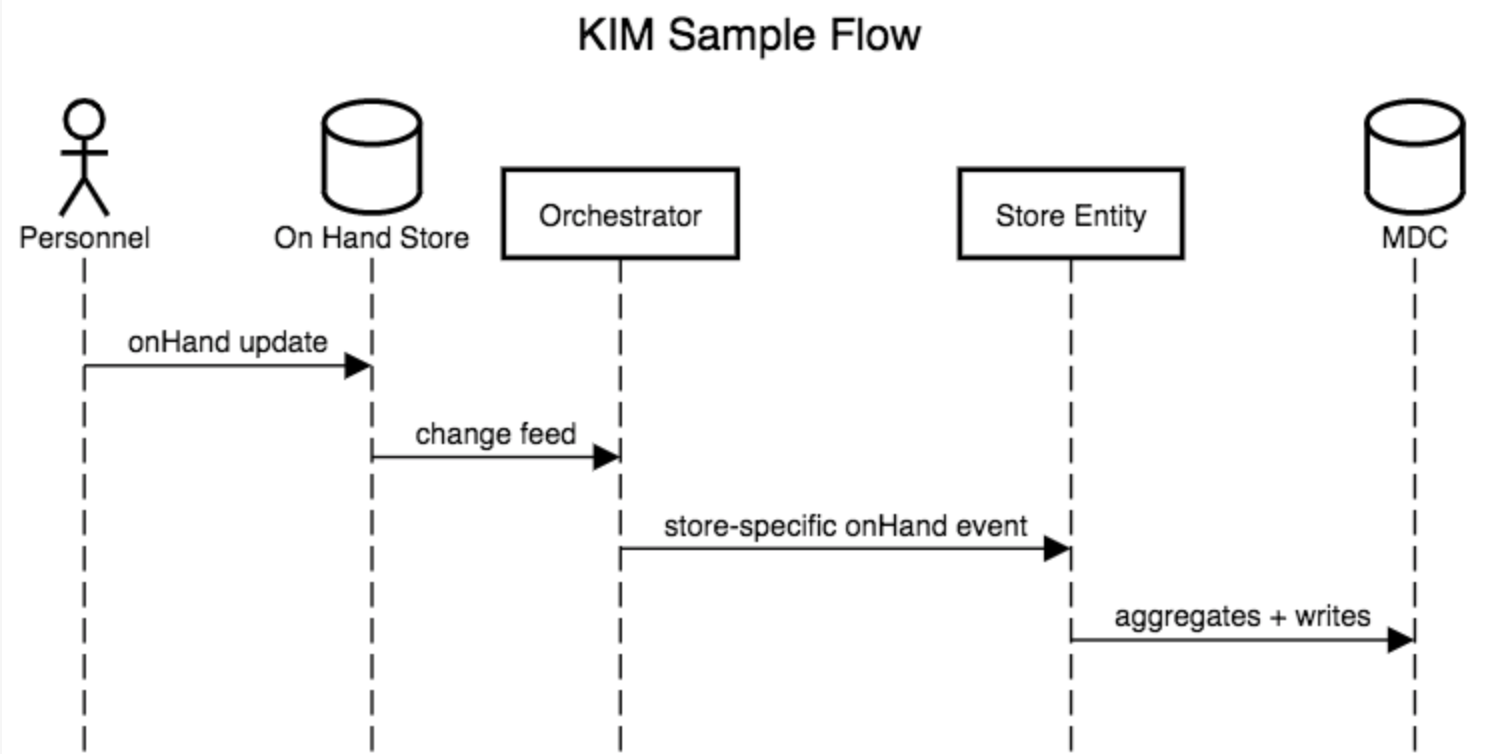 KIM Sample Flow
Personnel
On Hand Store
Orchestrator
Store Entity
MDC
onHand update
change feed
store-specific onHand event
aggregates + writes